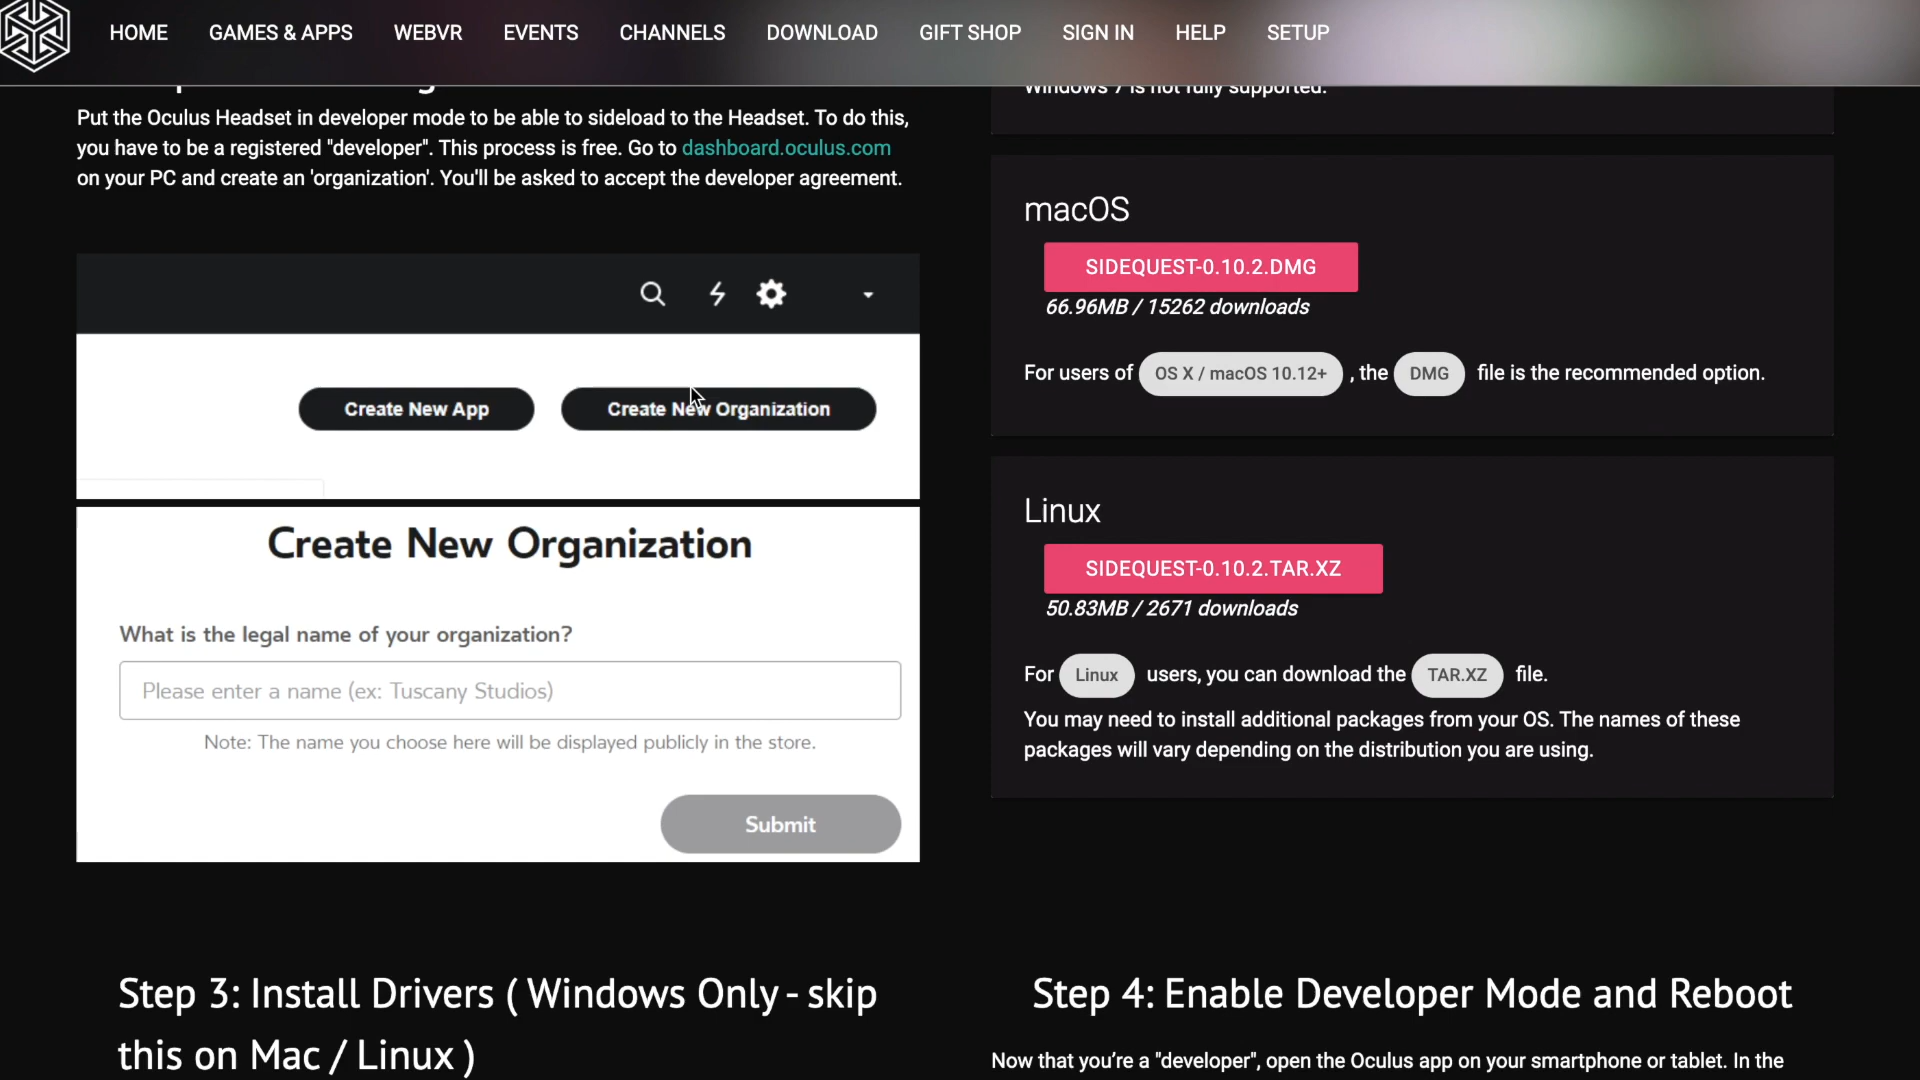 HOME GAMES & APPS WEBVR EVENTS CHANNELS DOWNLOAD GIFT SHOP SIGN IN HELP SETUP
Put the Oculus Headset in developer mode to be able to sideload to the Headset. To do this,
you have to be a registered "developer". This process is free. Go to dashboard.oculus.com
on your PC and create an 'organization'. You'll be asked to accept the developer agreement.
Create New App Create New Organization
Create New Organization
What is the legal name of your organization?
Please enter a name (ex: Tuscany Studios)
Note: The name you choose here will be displayed publicly in the store.
Submit
Windows 7 is not fully supported.
macOS
SIDEQUEST-0.10.2.DMG
66.96MB / 15262 downloads
For users of OS X / macOS 10.12+ , the DMG file is the recommended option.
Linux
SIDEQUEST-0.10.2.TAR.XZ
50.83MB / 2671 downloads
For Linux users, you can download the TAR.XZ file.
You may need to install additional packages from your OS. The names of these
packages will vary depending on the distribution you are using.
Step 3: Install Drivers ( Windows Only - skip
this on Mac / Linux )
Step 4: Enable Developer Mode and Reboot
Now that you're a "developer", open the Oculus app on your smartphone or tablet. In the